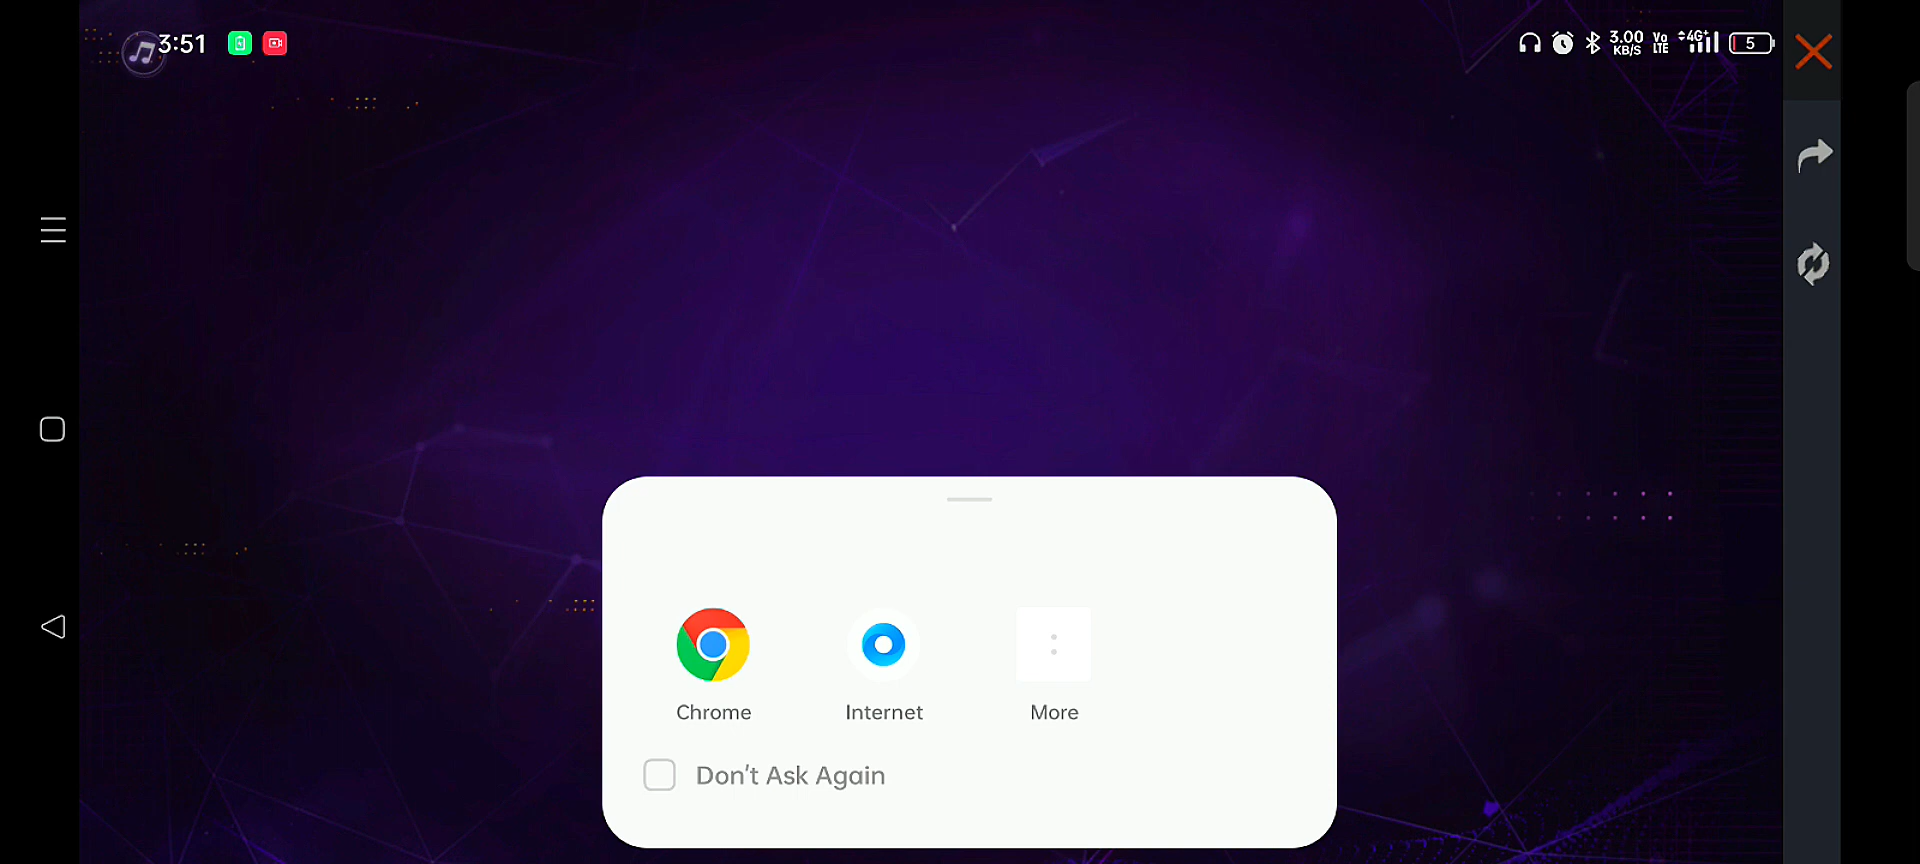 3:51
3.00 KB/S Vo LTE 4G+ 5
Chrome
Internet
More
Don't Ask Again